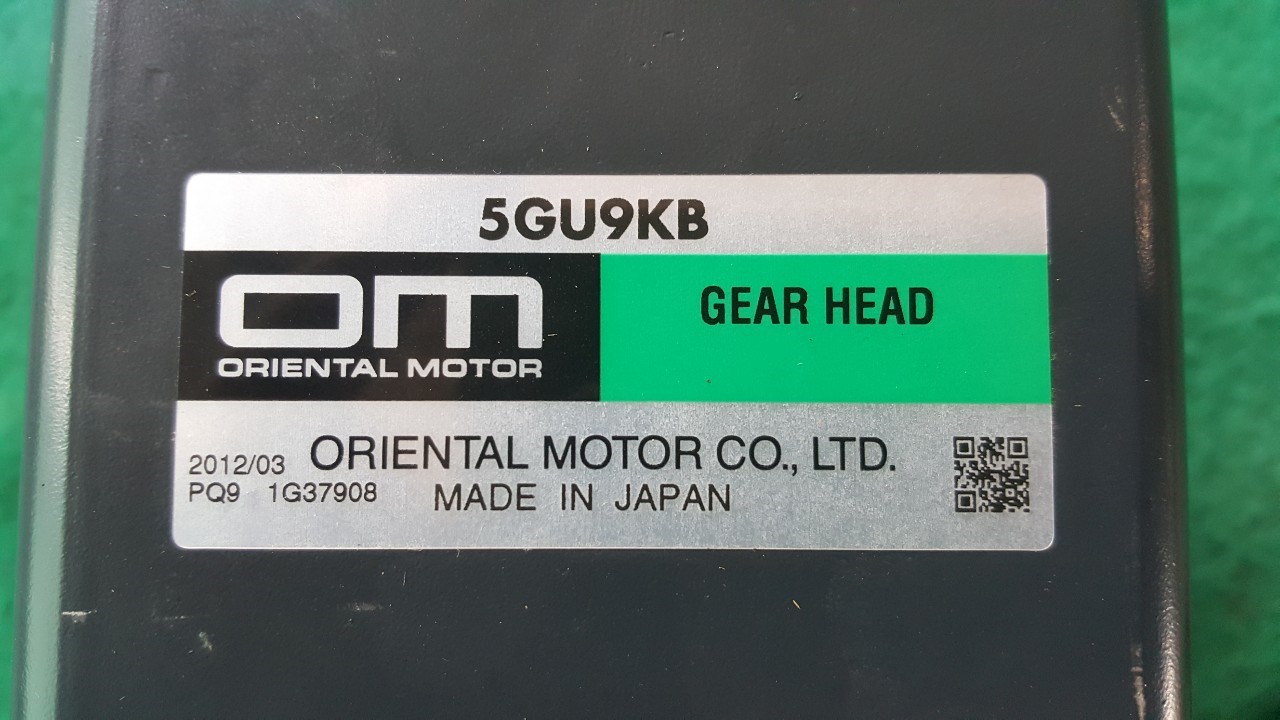 5GU9KB
om
ORIENTAL MOTOR
GEAR HEAD
2012/03 ORIENTAL MOTOR CO., LTD.
PQ9 1G37908 MADE IN JAPAN